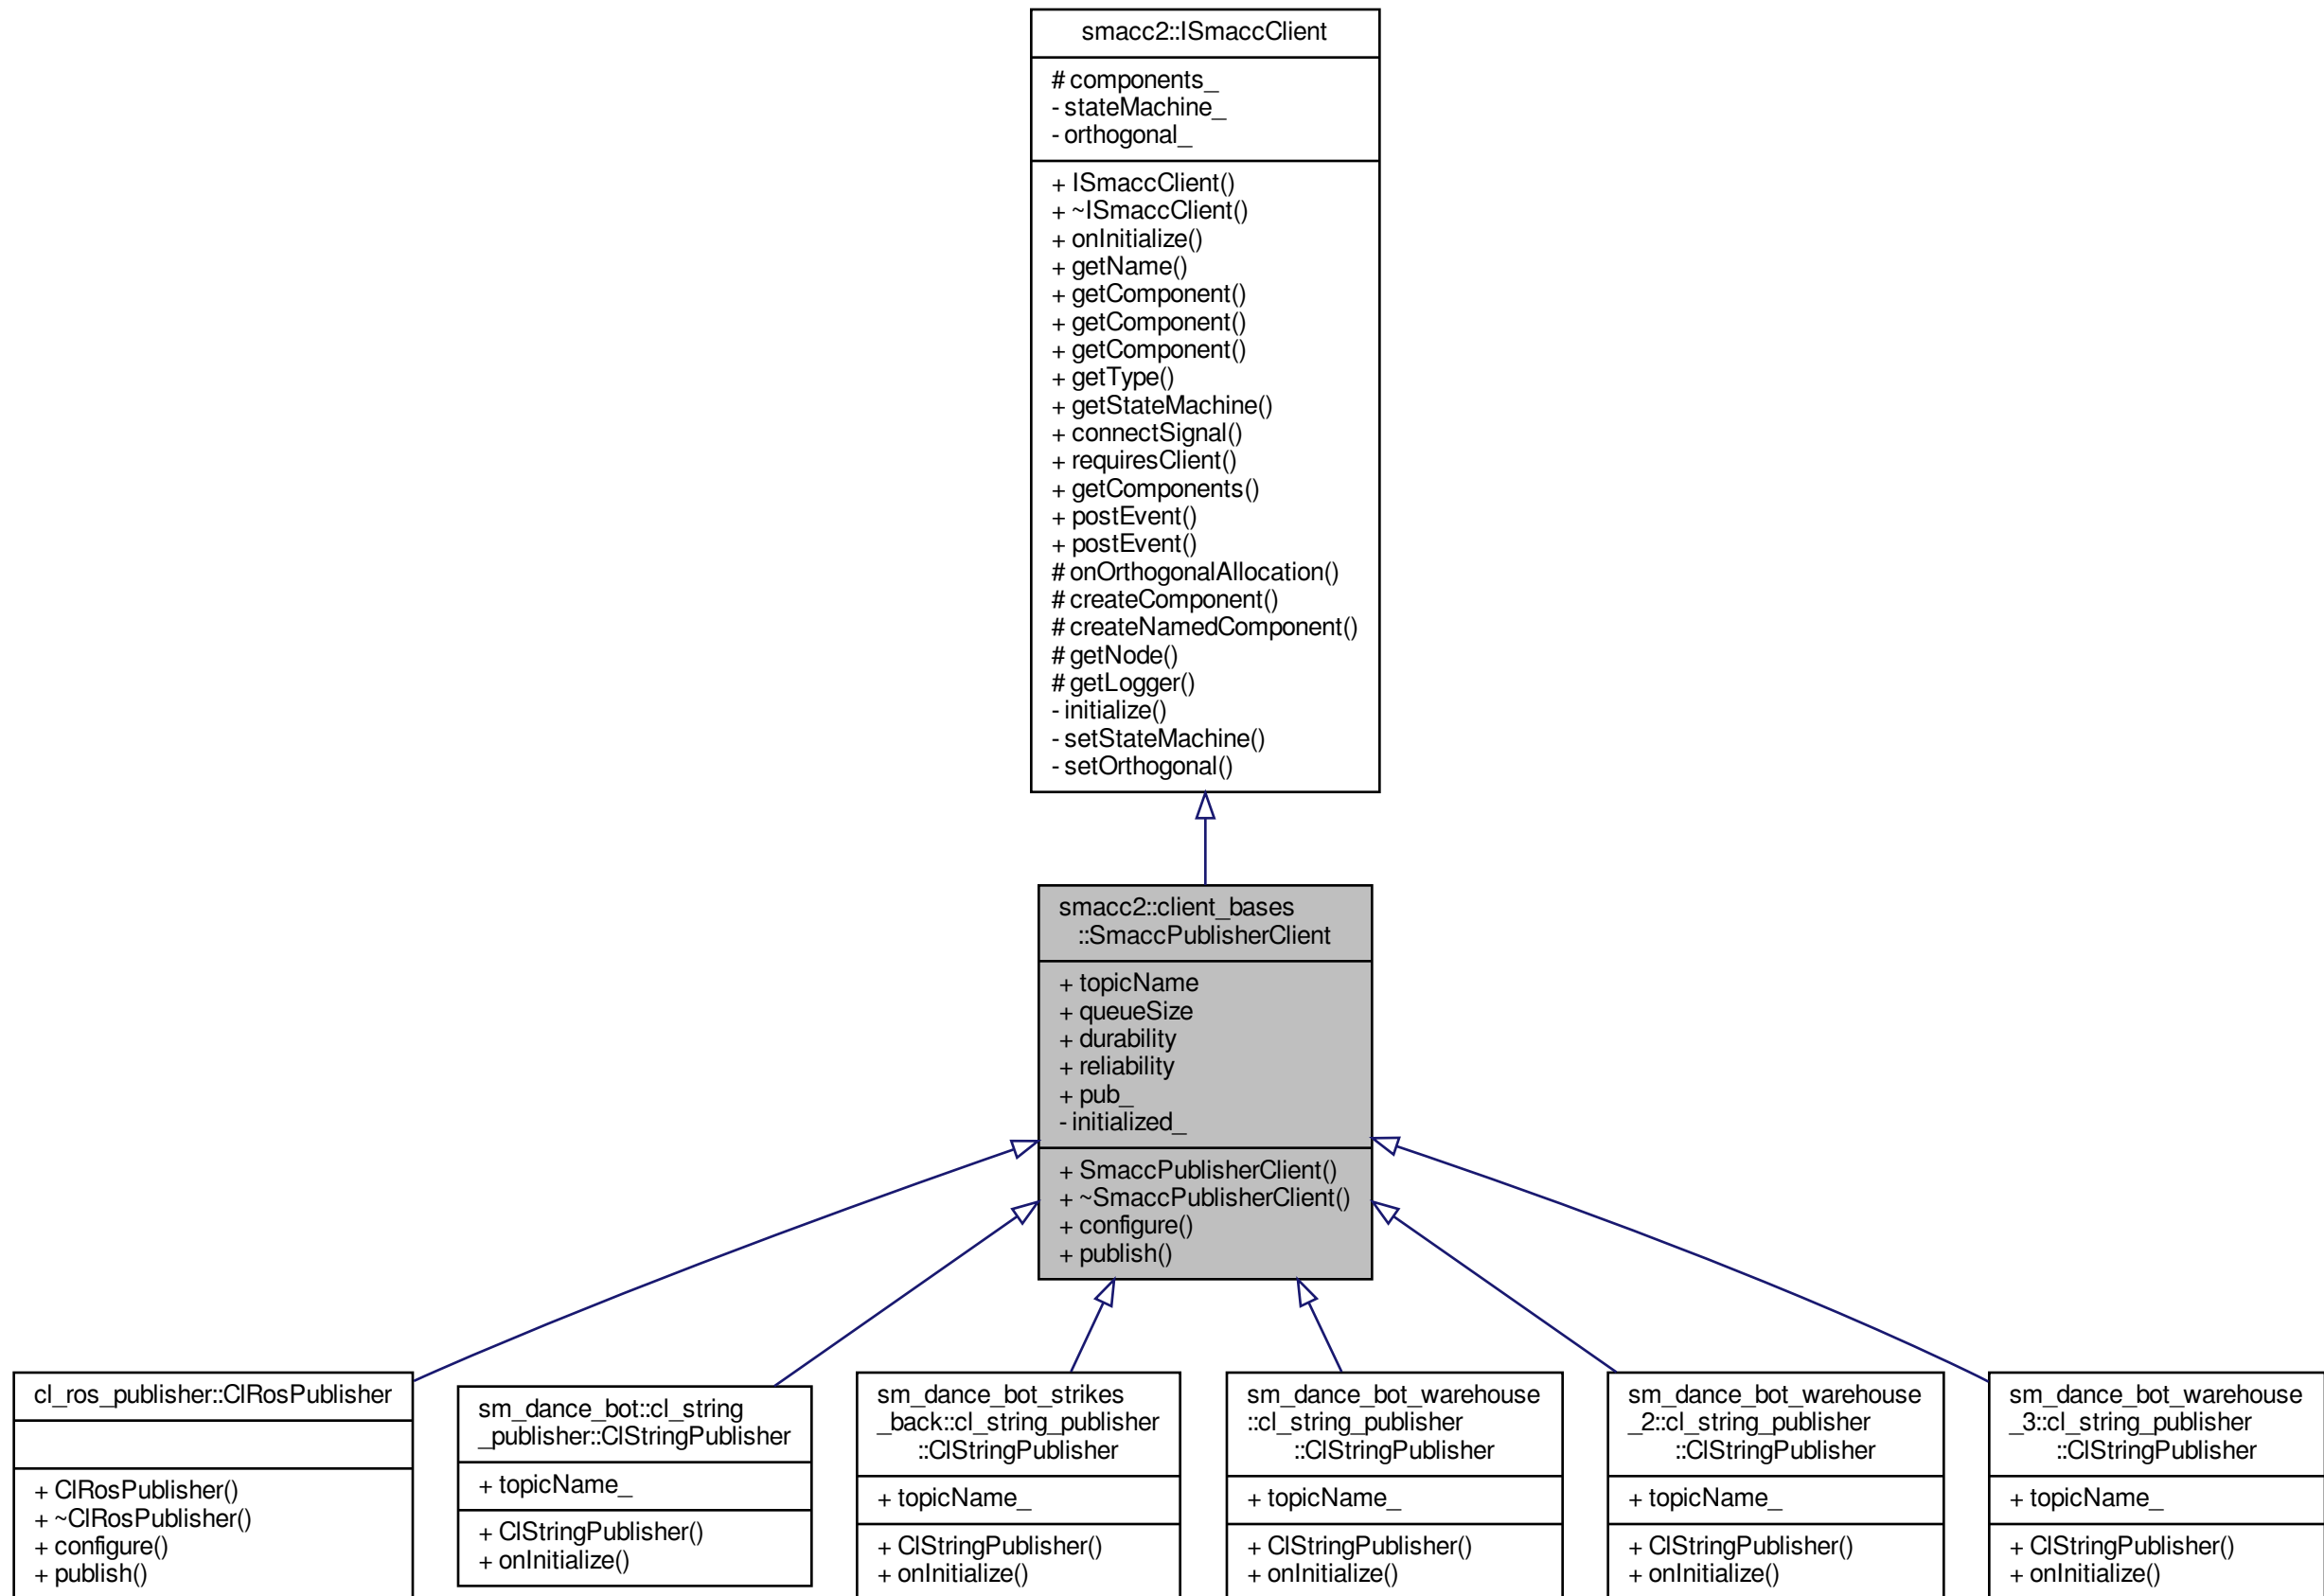 smacc2::ISmaccClient
# components_
- stateMachine_
- orthogonal_
+ ISmaccClient()
+ ~ISmaccClient()
+ onInitialize()
+ getName()
+ getComponent()
+ getComponent()
+ getComponent()
+ getType()
+ getStateMachine()
+ connectSignal()
+ requiresClient()
+ getComponents()
+ postEvent()
+ postEvent()
# onOrthogonalAllocation()
# createComponent()
# createNamedComponent()
# getNode()
# getLogger()
- initialize()
- setStateMachine()
- setOrthogonal()
smacc2::client_bases
::SmaccPublisherClient
+ topicName
+ queueSize
+ durability
+ reliability
+ pub_
- initialized_
+ SmaccPublisherClient()
+ ~SmaccPublisherClient()
+ configure()
+ publish()
cl_ros_publisher::ClRosPublisher
+ ClRosPublisher()
+ ~ClRosPublisher()
+ configure()
+ publish()
sm_dance_bot::cl_string
_publisher::ClStringPublisher
+ topicName_
+ ClStringPublisher()
+ onInitialize()
sm_dance_bot_strikes
_back::cl_string_publisher
::ClStringPublisher
+ topicName_
+ ClStringPublisher()
+ onInitialize()
sm_dance_bot_warehouse
::cl_string_publisher
::ClStringPublisher
+ topicName_
+ ClStringPublisher()
+ onInitialize()
sm_dance_bot_warehouse
_2::cl_string_publisher
::ClStringPublisher
+ topicName_
+ ClStringPublisher()
+ onInitialize()
sm_dance_bot_warehouse
_3::cl_string_publisher
::ClStringPublisher
+ topicName_
+ ClStringPublisher()
+ onInitialize()